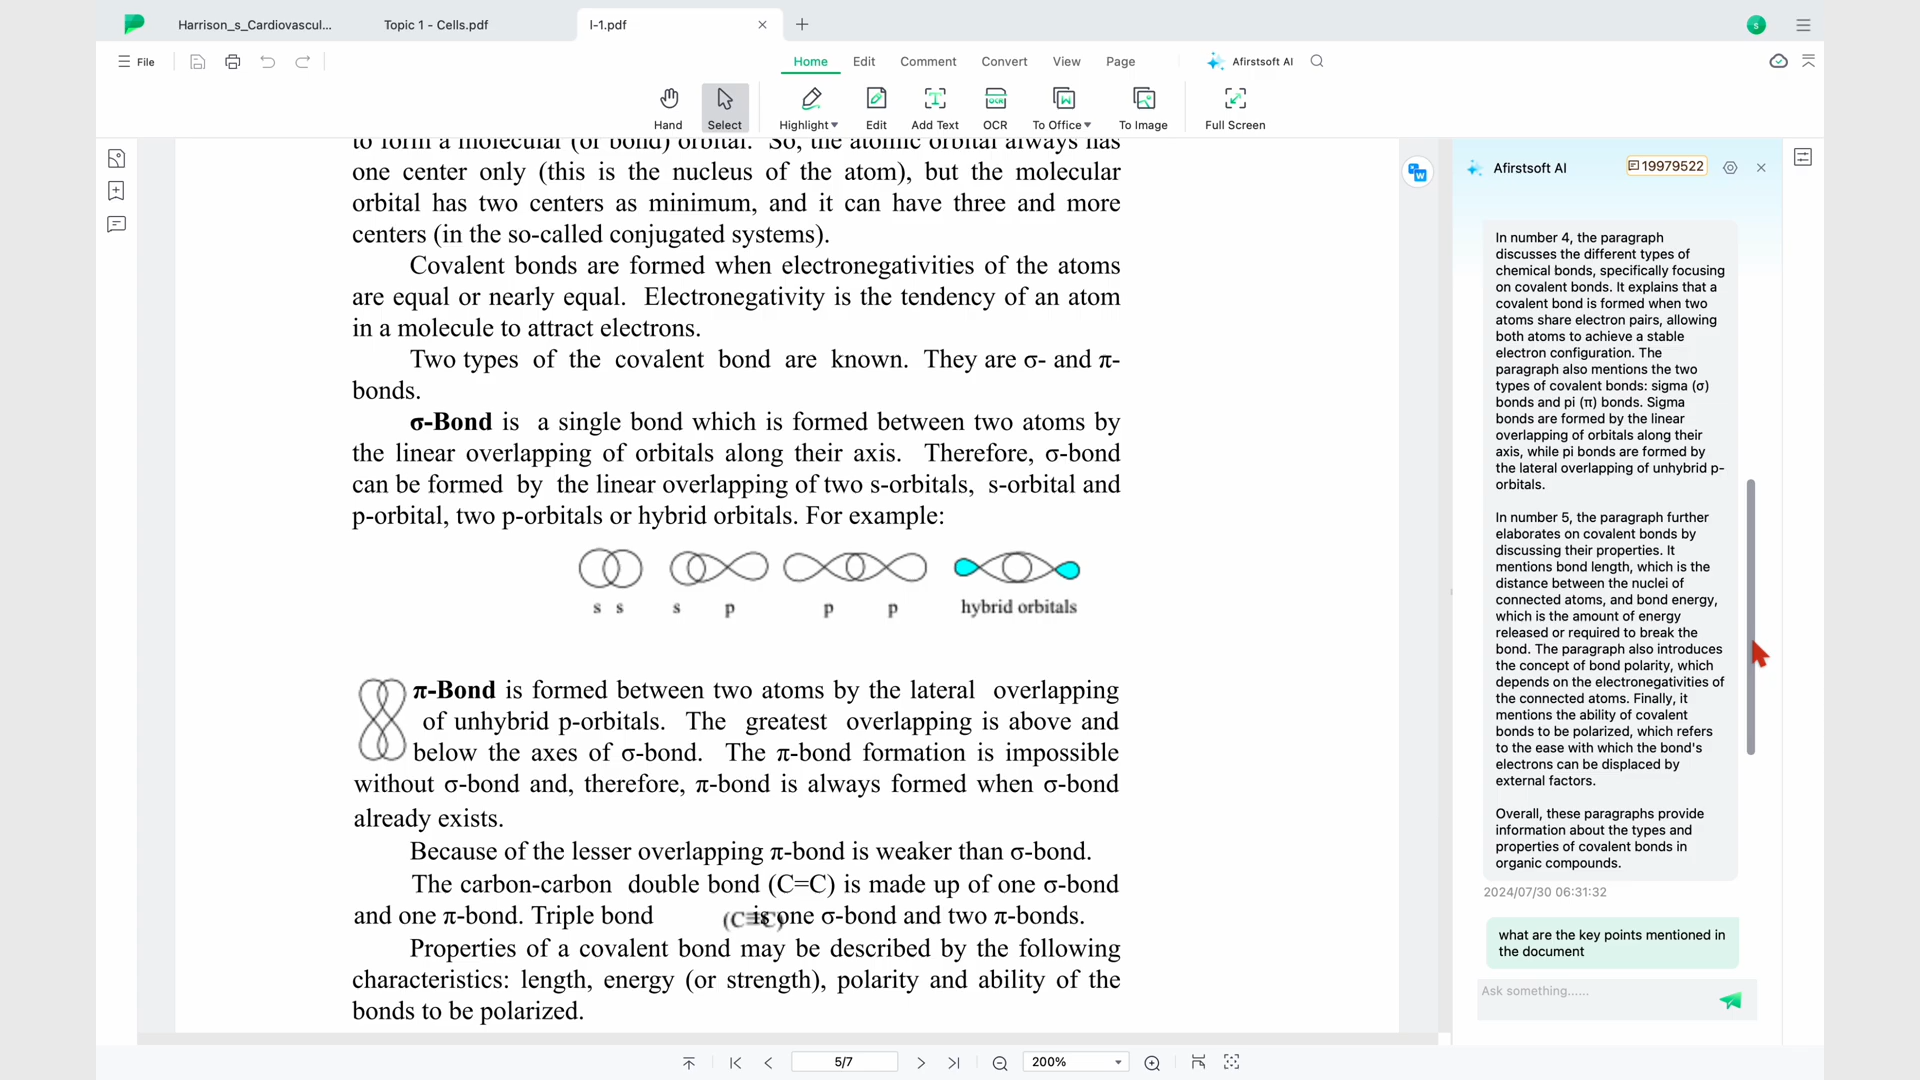 Harrison_s_Cardiovascul...
Topic 1 - Cells.pdf
I-1.pdf
s
File
Home
Edit
Comment
Convert
View
Page
Afirstsoft AI
Hand
Select
Highlight
Edit
Add Text
OCR
OCR
To Office
To Image
Full Screen
to form a molecular (or bond) orbital. So, the atomic orbital always has
one center only (this is the nucleus of the atom), but the molecular
orbital has two centers as minimum, and it can have three and more
centers (in the so-called conjugated systems).
Covalent bonds are formed when electronegativities of the atoms
are equal or nearly equal. Electronegativity is the tendency of an atom
in a molecule to attract electrons.
Two types of the covalent bond are known. They are σ- and π-
bonds.
σ-Bond is a single bond which is formed between two atoms by
the linear overlapping of orbitals along their axis. Therefore, σ-bond
can be formed by the linear overlapping of two s-orbitals, s-orbital and
p-orbital, two p-orbitals or hybrid orbitals. For example:
s s s p p p hybrid orbitals
π-Bond is formed between two atoms by the lateral overlapping
of unhybrid p-orbitals. The greatest overlapping is above and
below the axes of σ-bond. The π-bond formation is impossible
without σ-bond and, therefore, π-bond is always formed when σ-bond
already exists.
Because of the lesser overlapping π-bond is weaker than σ-bond.
The carbon-carbon double bond (C=C) is made up of one σ-bond
and one π-bond. Triple bond (C≡C) is one σ-bond and two π-bonds.
Properties of a covalent bond may be described by the following
characteristics: length, energy (or strength), polarity and ability of the
bonds to be polarized.
W
Afirstsoft AI
19979522
In number 4, the paragraph
discusses the different types of
chemical bonds, specifically focusing
on covalent bonds. It explains that a
covalent bond is formed when two
atoms share electron pairs, allowing
both atoms to achieve a stable
electron configuration. The
paragraph also mentions the two
types of covalent bonds: sigma (σ)
bonds and pi (π) bonds. Sigma
bonds are formed by the linear
overlapping of orbitals along their
axis, while pi bonds are formed by
the lateral overlapping of unhybrid p-
orbitals.
In number 5, the paragraph further
elaborates on covalent bonds by
discussing their properties. It
mentions bond length, which is the
distance between the nuclei of
connected atoms, and bond energy,
which is the amount of energy
released or required to break the
bond. The paragraph also introduces
the concept of bond polarity, which
depends on the electronegativities of
the connected atoms. Finally, it
mentions the ability of covalent
bonds to be polarized, which refers
to the ease with which the bond's
electrons can be displaced by
external factors.
Overall, these paragraphs provide
information about the types and
properties of covalent bonds in
organic compounds.
2024/07/30 06:31:32
what are the key points mentioned in
the document
Ask something......
5/7
200%